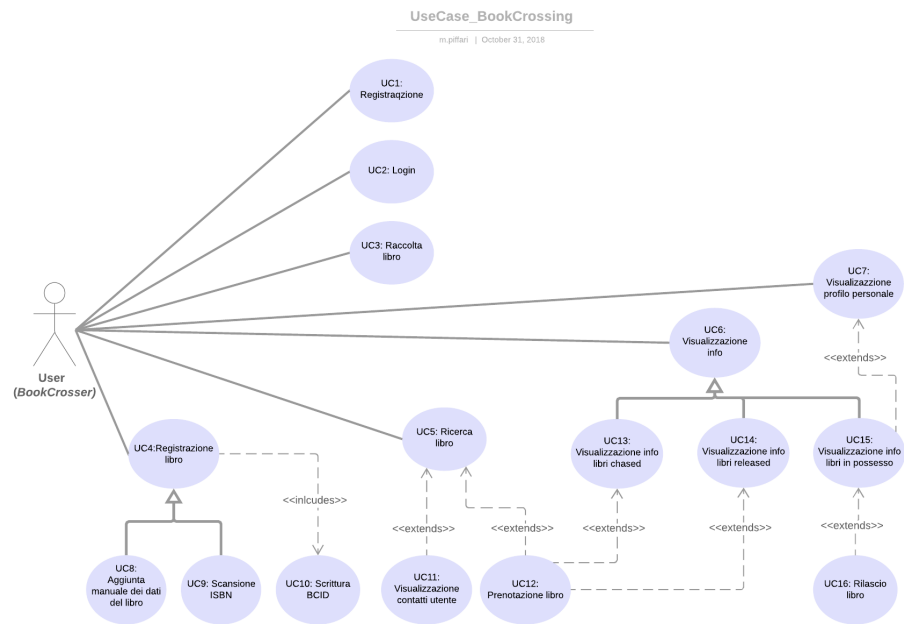 UseCase_BookCrossing
m.piffari | October 31, 2018
UC1:
Registraqzione
UC2: Login
UC3: Raccolta
libro
UC7:
Visualizazzione
profilo personale
UC6:
Visualizzazione
info
<<extends>>
User
(BookCrosser)
UC4:Registrazione
libro
UC5: Ricerca
libro
UC13:
Visualizzazione info
libri chased
UC14:
Visualizzazione info
libri released
UC15:
Visualizzazione info
libri in possesso
<<inlcudes>>
<<extends>>
<<extends>>
<<extends>>
<<extends>>
<<extends>>
UC8:
Aggiunta
manuale dei dati
del libro
UC9: Scansione
ISBN
UC10: Scrittura
BCID
UC11:
Visualizzazione
contatti utente
UC12:
Prenotazione libro
UC16: Rilascio
libro